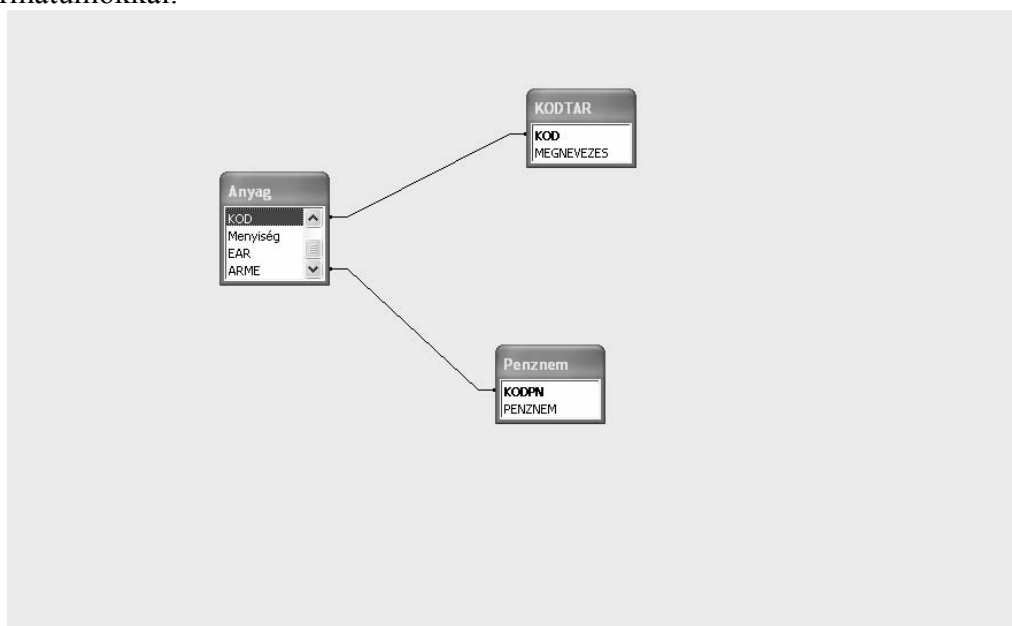 KODTAR
KOD
MEGNEVEZES
Anyag
KOD
Menyiség
EAR
ARME
Penznem
KODPN
PENZNEM